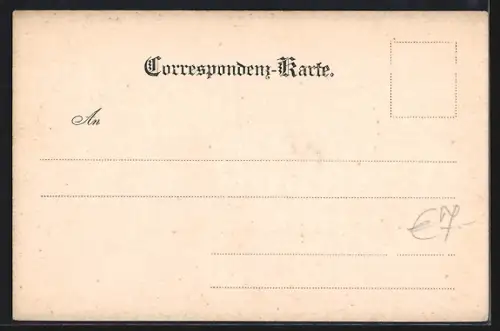 Correspondenz-Karte.
An
€7-